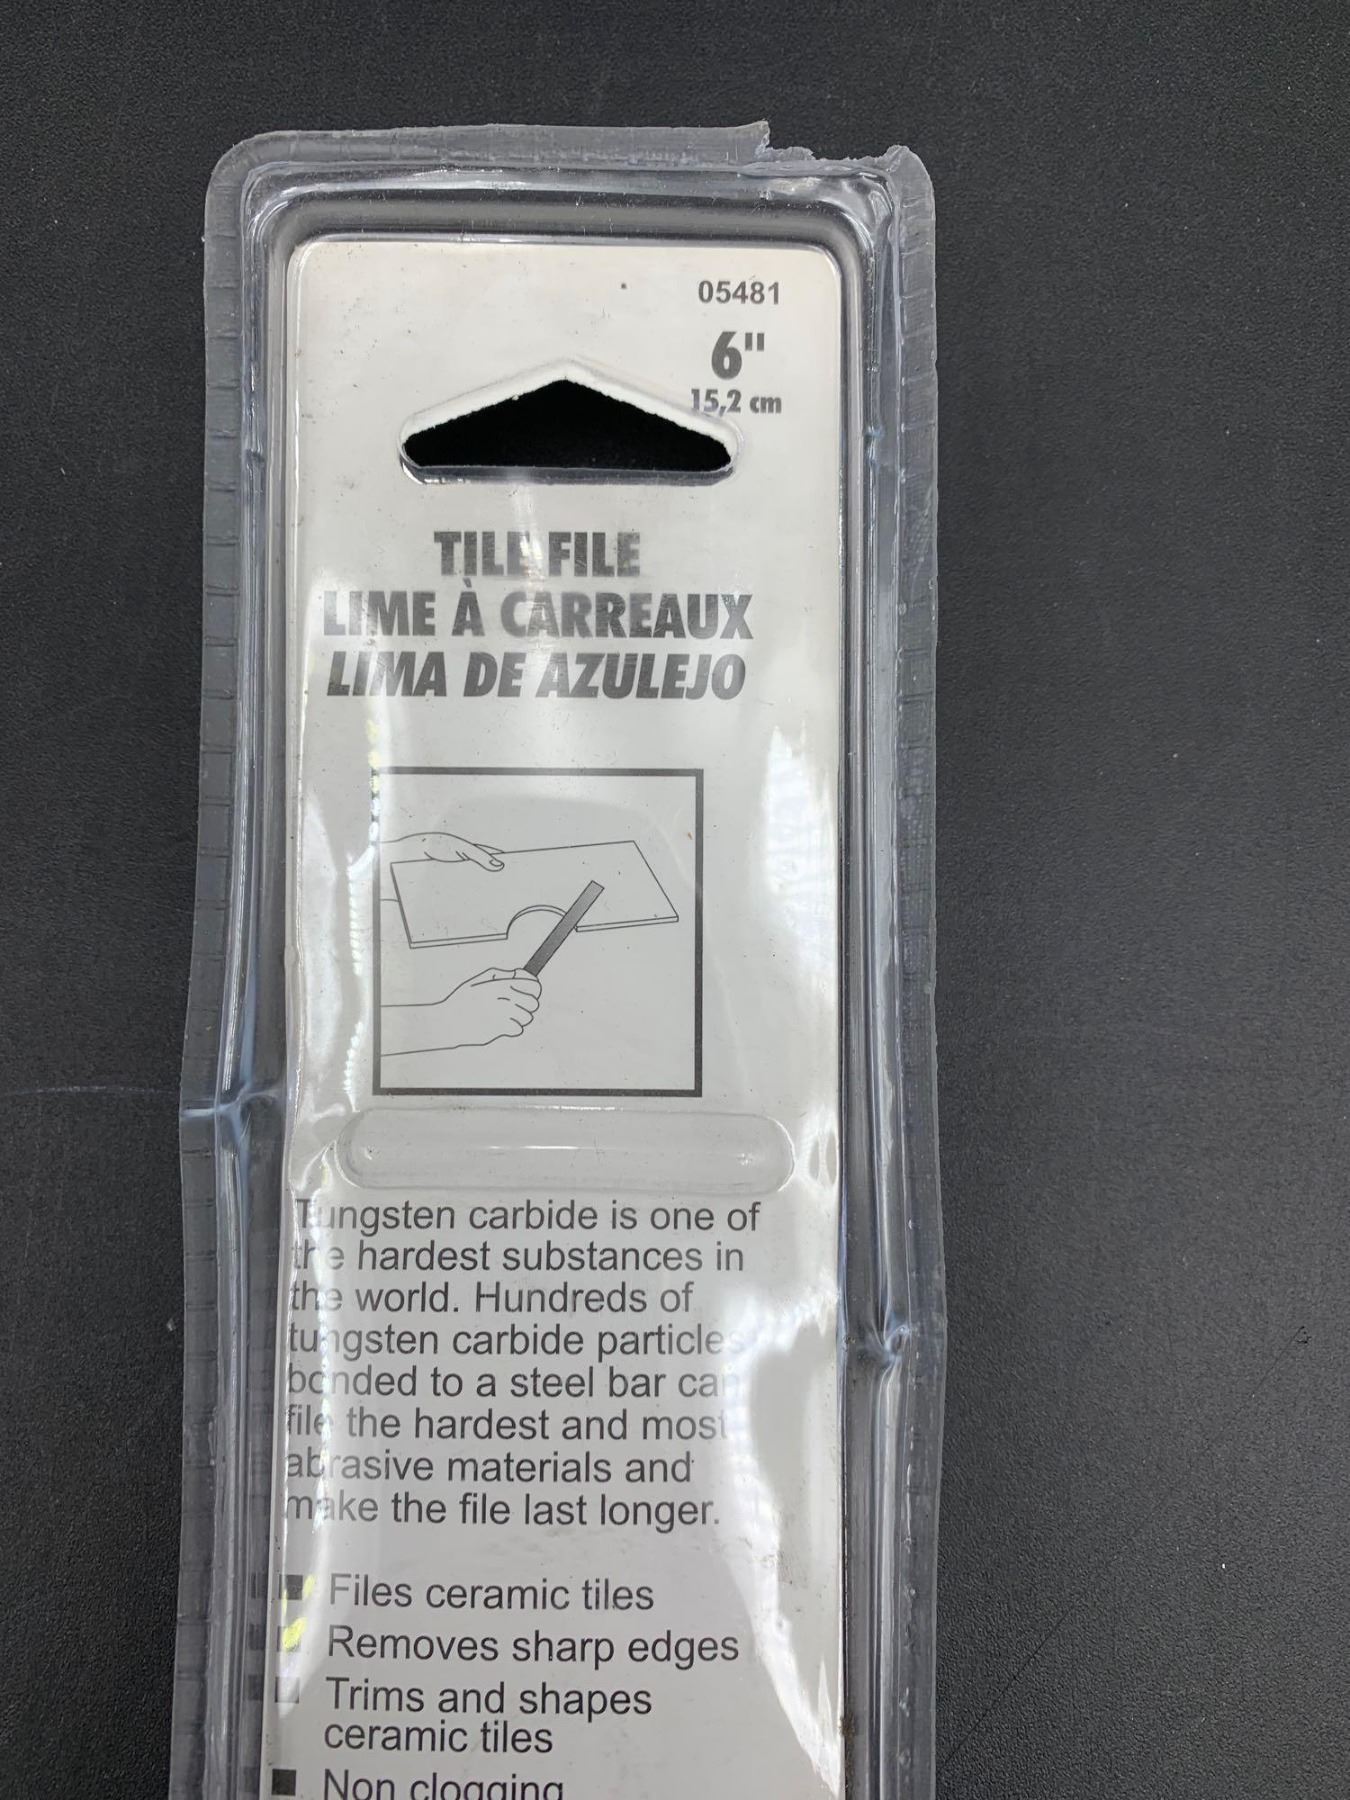 05481
6"
15,2 cm
TILE FILE
LIME À CARREAUX
LIMA DE AZULEJO
Tungsten carbide is one of
the hardest substances in
the world. Hundreds of
tungsten carbide particles
bonded to a steel bar can
file the hardest and most
abrasive materials and
make the file last longer.
■ Files ceramic tiles
■ Removes sharp edges
■ Trims and shapes
ceramic tiles
■ Non clogging